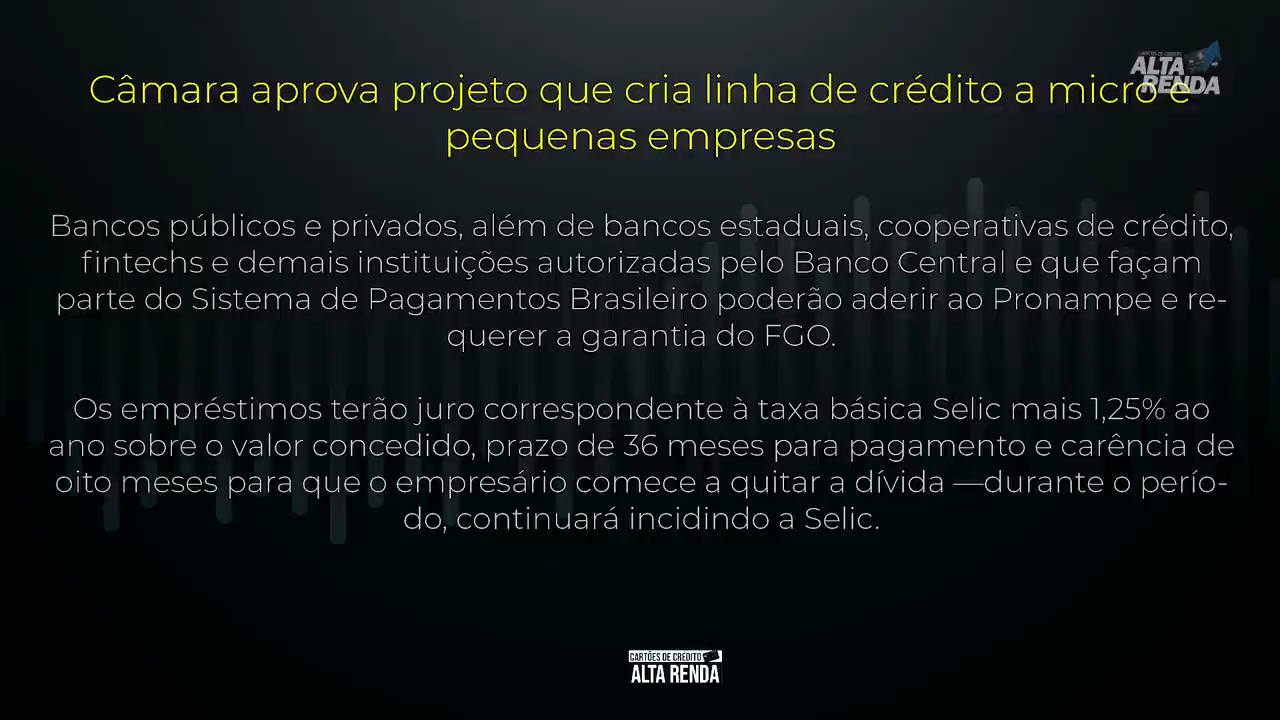 CARTÕES DE CRÉDITO
ALTA
RENDA
Câmara aprova projeto que cria linha de crédito a micro e
pequenas empresas
Bancos públicos e privados, além de bancos estaduais, cooperativas de crédito,
fintechs e demais instituições autorizadas pelo Banco Central e que façam
parte do Sistema de Pagamentos Brasileiro poderão aderir ao Pronampe e re-
querer a garantia do FGO.
Os empréstimos terão juro correspondente à taxa básica Selic mais 1,25% ao
ano sobre o valor concedido, prazo de 36 meses para pagamento e carência de
oito meses para que o empresário comece a quitar a dívida —durante o perío-
do, continuará incidindo a Selic.
CARTÕES DE CRÉDITO
ALTA RENDA